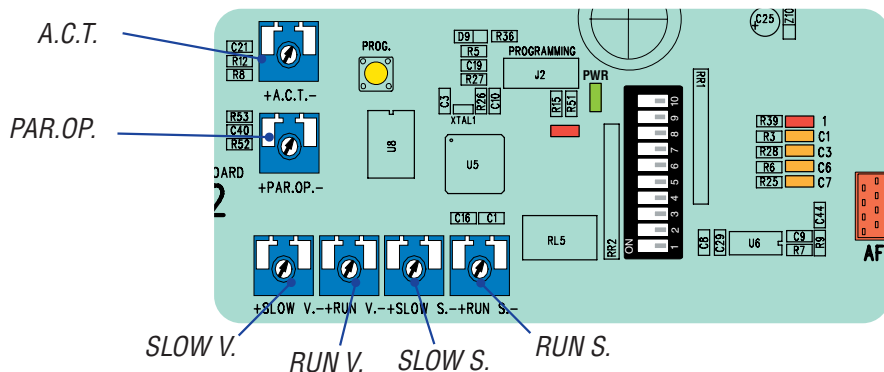 A.C.T.
PAR.OP.
C21
R12
R8
+A.C.T.-
R53
C40
R52
+PAR.OP.-
OARD
2
PROG.
D9
R36
R5
C19
R27
C3
R26
C10
XTAL1
PROGRAMMING
J2
PWR
R15
R51
U8
U5
C16
C1
RL5
RR2
RR1
10
9
8
7
6
5
4
3
2
1
ON
C25
Z10
R39
1
R3
C1
R28
C3
R6
C6
R25
C7
C44
C8
C29
U6
C9
R7
R9
AF
+SLOW V.-+RUN V.-+SLOW S.-+RUN S.-
SLOW V.
RUN V.
SLOW S.
RUN S.